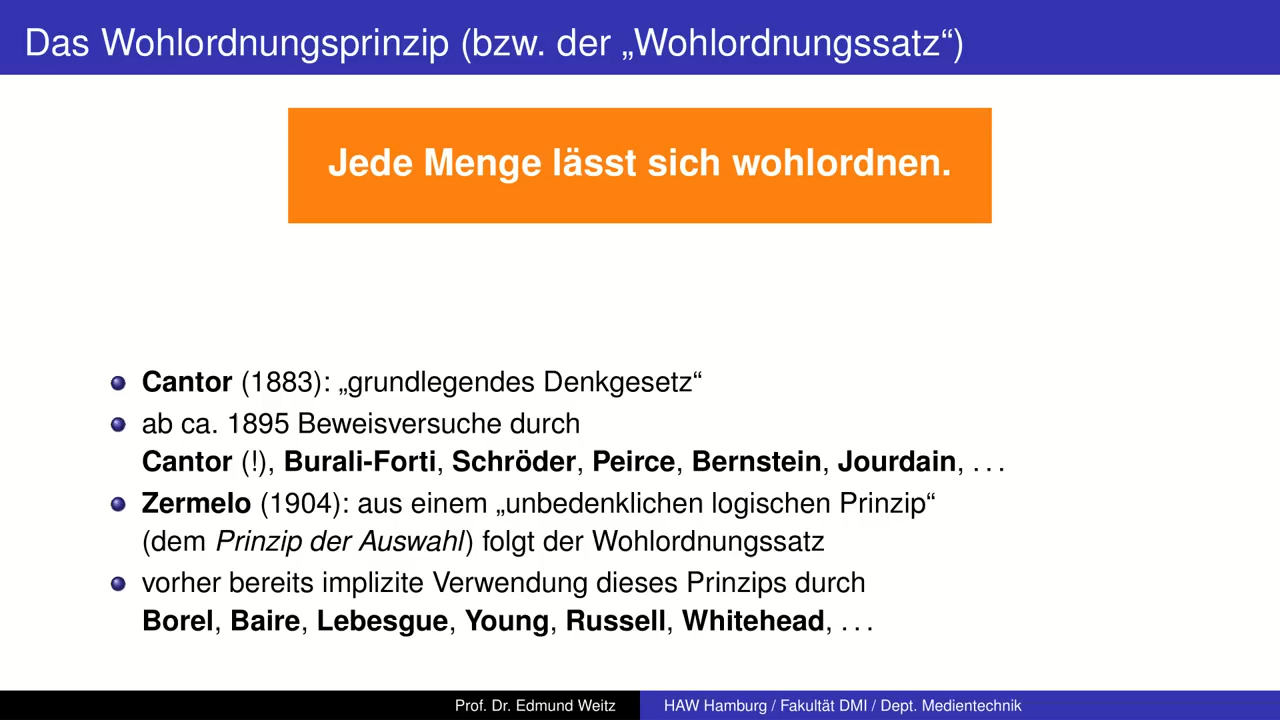 Das Wohlordnungsprinzip (bzw. der „Wohlordnungssatz“)
Jede Menge lässt sich wohlordnen.
Cantor (1883): „grundlegendes Denkgesetz“
ab ca. 1895 Beweisversuche durch
Cantor (!), Burali-Forti, Schröder, Peirce, Bernstein, Jourdain, . . .
Zermelo (1904): aus einem „unbedenklichen logischen Prinzip“
(dem Prinzip der Auswahl) folgt der Wohlordnungssatz
vorher bereits implizite Verwendung dieses Prinzips durch
Borel, Baire, Lebesgue, Young, Russell, Whitehead, . . .
Prof. Dr. Edmund Weitz
HAW Hamburg / Fakultät DMI / Dept. Medientechnik